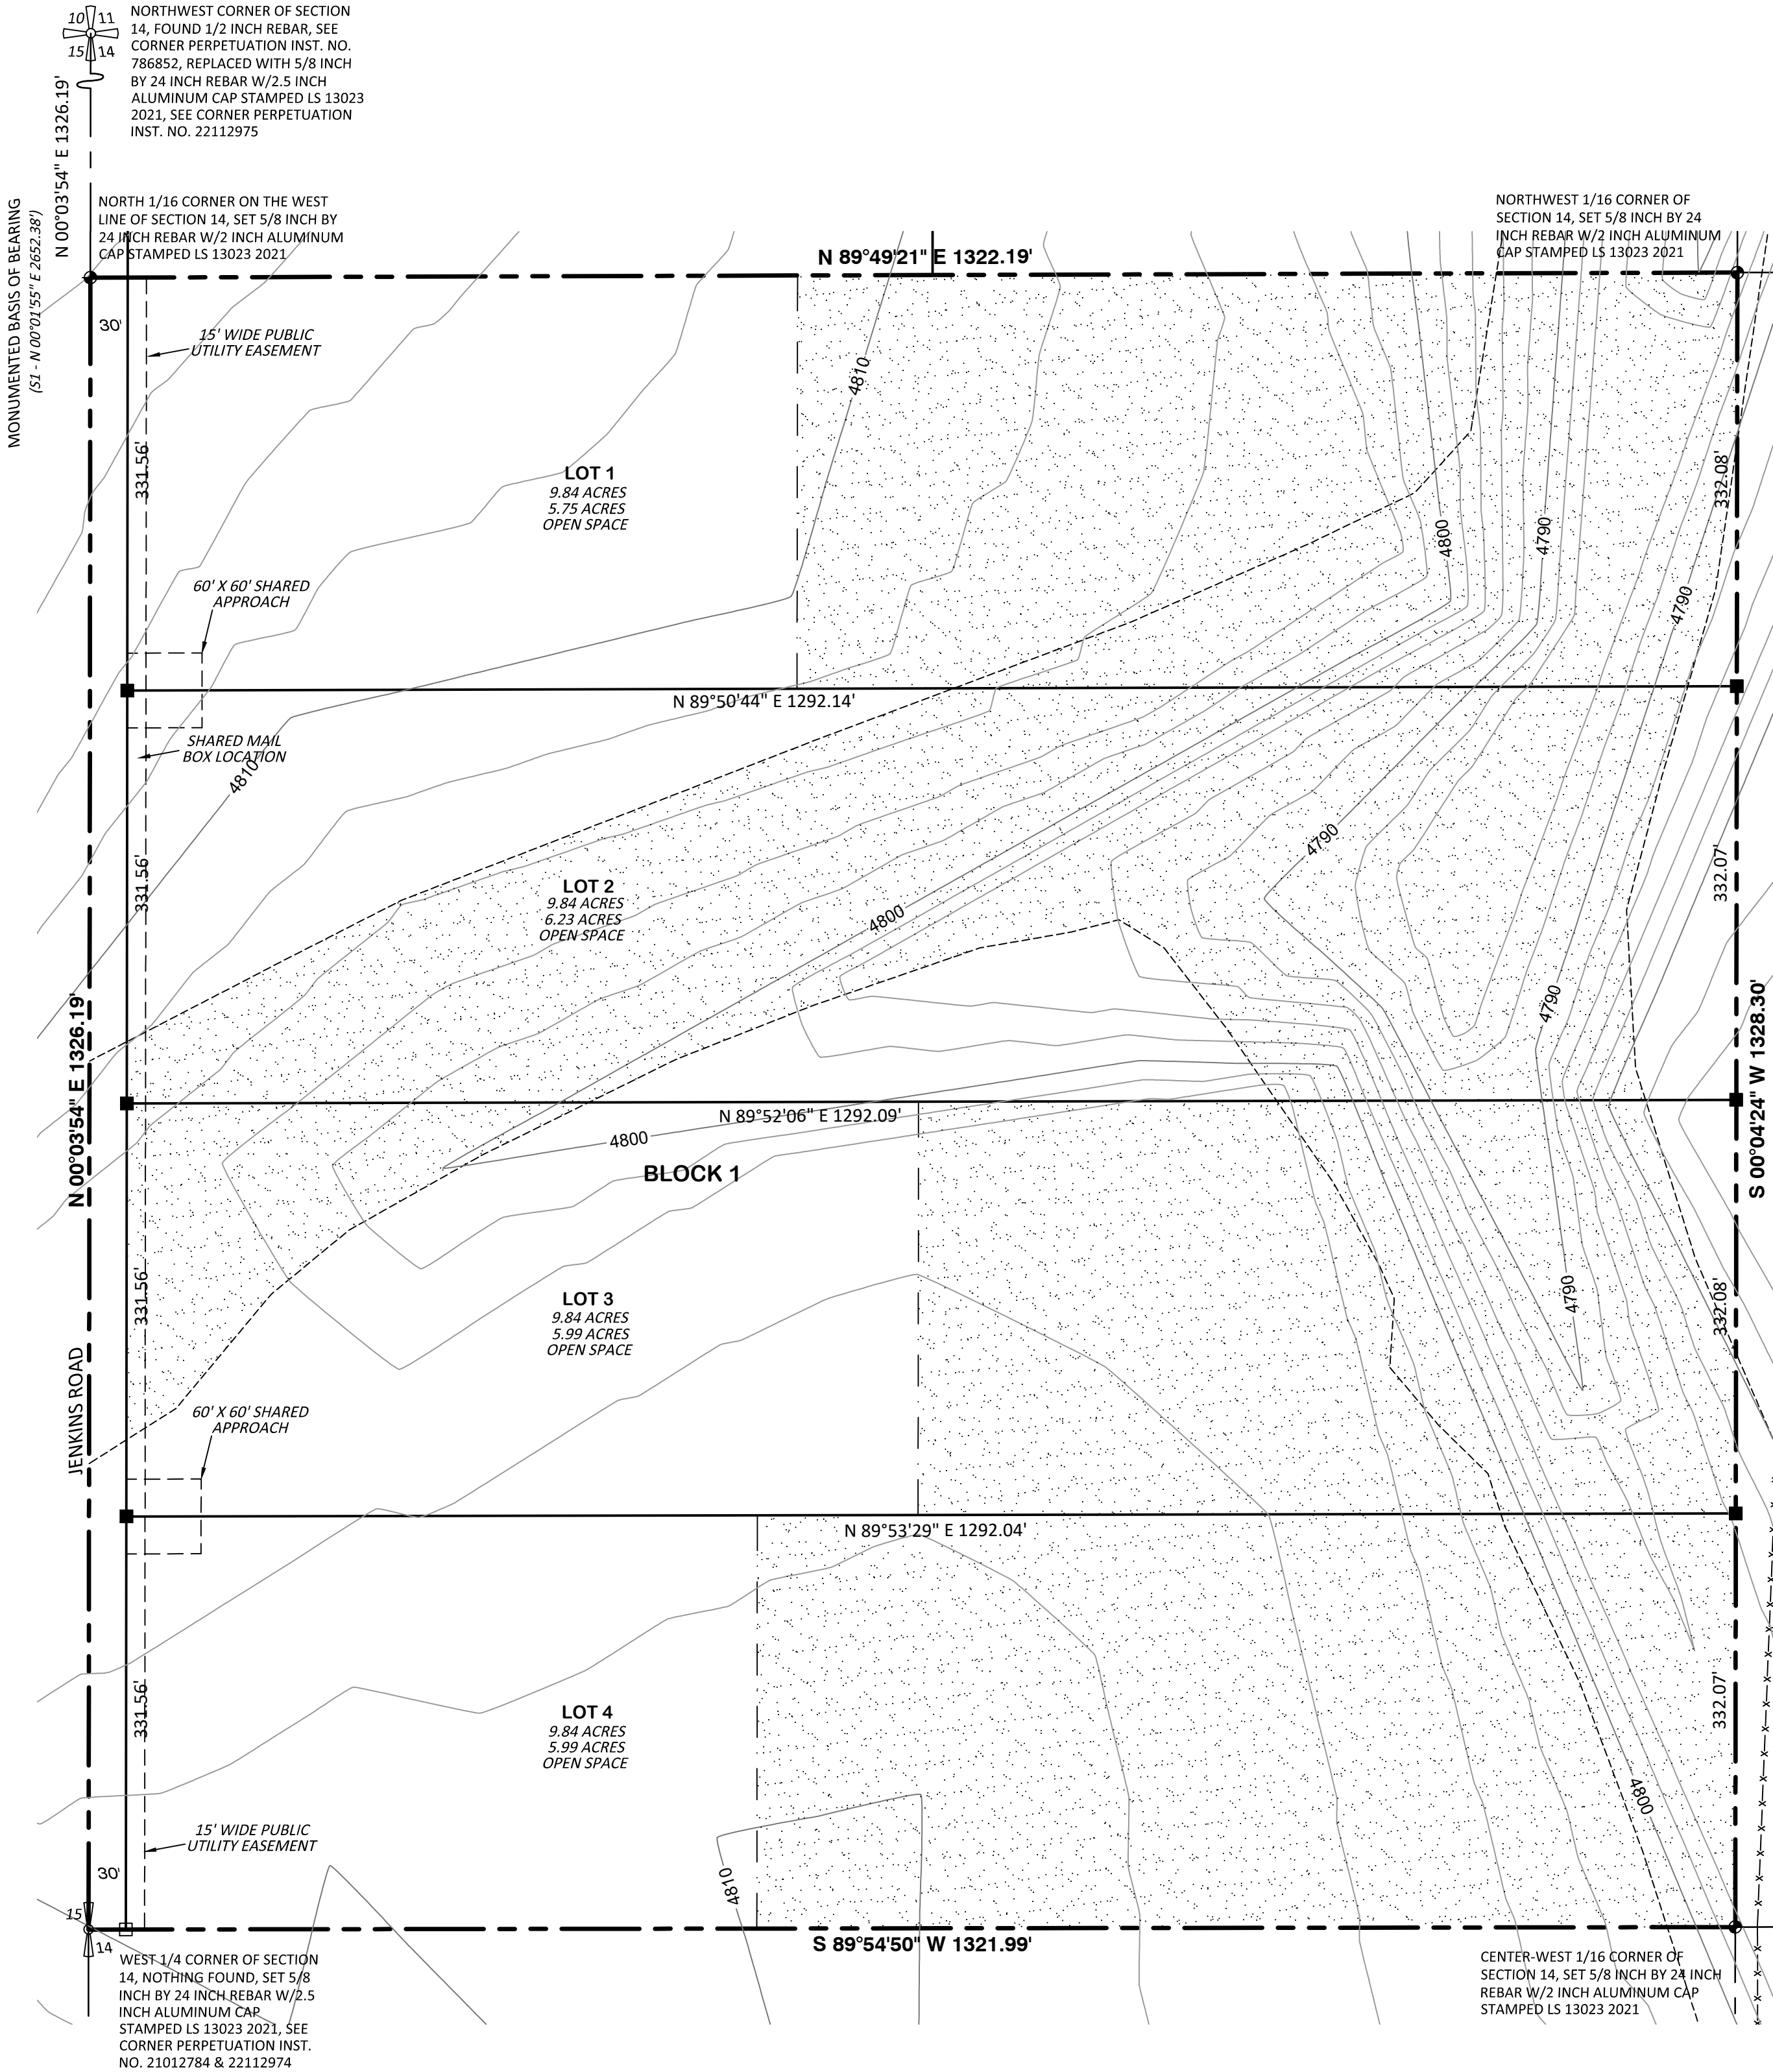 10 11
15 14
NORTHWEST CORNER OF SECTION
14, FOUND 1/2 INCH REBAR, SEE
CORNER PERPETUATION INST. NO.
786852, REPLACED WITH 5/8 INCH
BY 24 INCH REBAR W/2.5 INCH
ALUMINUM CAP STAMPED LS 13023
2021, SEE CORNER PERPETUATION
INST. NO. 22112975
N 00°03'54" E 1326.19'
MONUMENTED BASIS OF BEARING
(S1 - N 00°01'55" E 2652.38')
NORTH 1/16 CORNER ON THE WEST
LINE OF SECTION 14, SET 5/8 INCH BY
24 INCH REBAR W/2 INCH ALUMINUM
CAP STAMPED LS 13023 2021
NORTHWEST 1/16 CORNER OF
SECTION 14, SET 5/8 INCH BY 24
INCH REBAR W/2 INCH ALUMINUM
CAP STAMPED LS 13023 2021
N 89°49'21" E 1322.19'
30'
15' WIDE PUBLIC
UTILITY EASEMENT
4810
331.56'
LOT 1
9.84 ACRES
5.75 ACRES
OPEN SPACE
332.08'
4800
4790
4790
60' X 60' SHARED
APPROACH
N 89°50'44" E 1292.14'
SHARED MAIL
BOX LOCATION
4810
331.56'
LOT 2
9.84 ACRES
6.23 ACRES
OPEN SPACE
4800
4790
332.07'
4790
N 00°03'54" E 1326.19'
S 00°04'24" W 1328.30'
N 89°52'06" E 1292.09'
4800
BLOCK 1
331.56'
LOT 3
9.84 ACRES
5.99 ACRES
OPEN SPACE
4790
332.08'
JENKINS ROAD
60' X 60' SHARED
APPROACH
N 89°53'29" E 1292.04'
331.56'
LOT 4
9.84 ACRES
5.99 ACRES
OPEN SPACE
332.07'
4800
15' WIDE PUBLIC
UTILITY EASEMENT
30'
4810
15
14
S 89°54'50" W 1321.99'
WEST 1/4 CORNER OF SECTION
14, NOTHING FOUND, SET 5/8
INCH BY 24 INCH REBAR W/2.5
INCH ALUMINUM CAP
STAMPED LS 13023 2021, SEE
CORNER PERPETUATION INST.
NO. 21012784 & 22112974
CENTER-WEST 1/16 CORNER OF
SECTION 14, SET 5/8 INCH BY 24 INCH
REBAR W/2 INCH ALUMINUM CAP
STAMPED LS 13023 2021